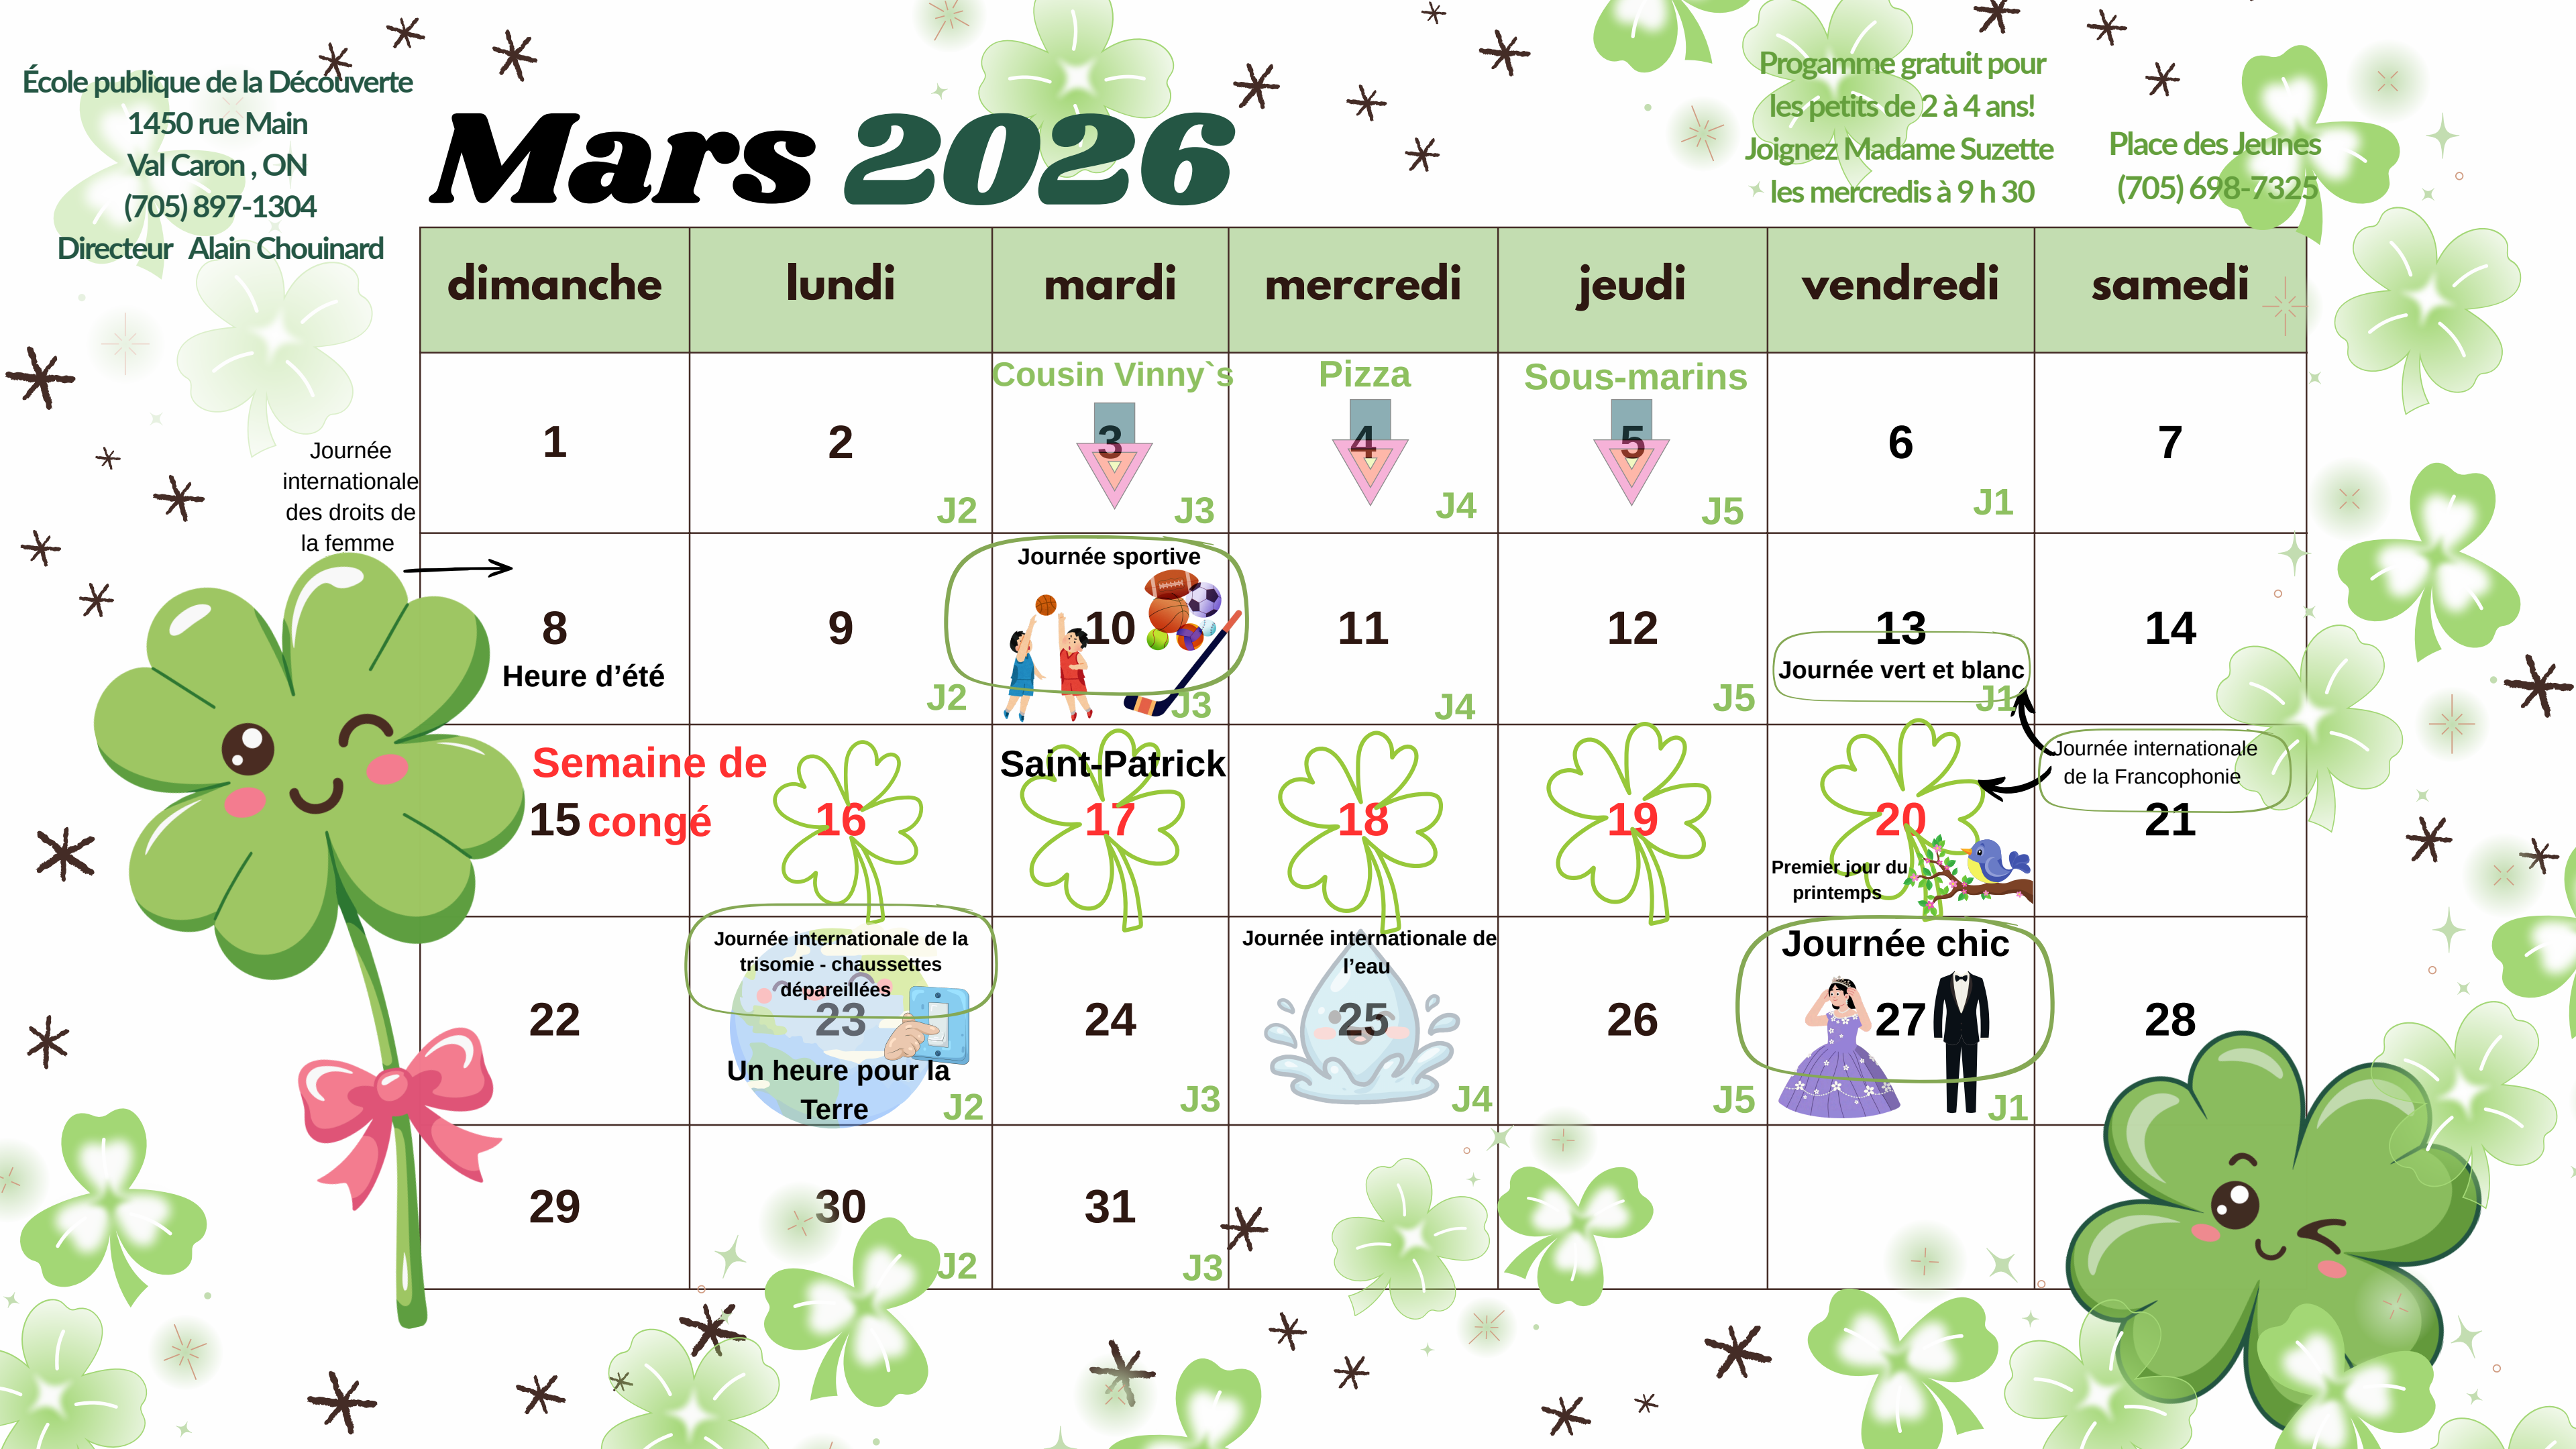 École publique de la Découverte
1450 rue Main
Val Caron , ON
(705) 897-1304
Directeur Alain Chouinard
Mars 2026
Progamme gratuit pour
les petits de 2 à 4 ans!
Joignez Madame Suzette
les mercredis à 9 h 30
Place des Jeunes
(705) 698-7325
dimanche lundi mardi mercredi jeudi vendredi samedi
Cousin Vinny`s Pizza Sous-marins
1 2 3 4 5 6 7
J2 J3 J4 J5 J1
Journée
internationale
des droits de
la femme
Journée sportive
8 9 10 11 12 13 14
Heure d’été
Journée vert et blanc
J2 J3 J4 J5 J1
Semaine de
congé
Saint-Patrick
Journée internationale
de la Francophonie
15 16 17 18 19 20 21
Premier jour du
printemps
Journée internationale de la
trisomie - chaussettes
dépareillées
Journée internationale de
l’eau
Journée chic
22 23 24 25 26 27 28
Un heure pour la
Terre
J2 J3 J4 J5 J1
29 30 31
J2 J3